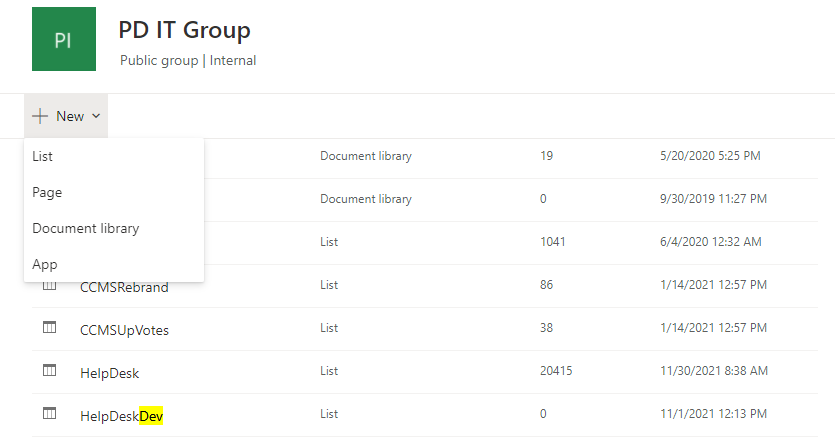 PI
PD IT Group
Public group | Internal
New
List
Page
Document library
App
Document library 19 5/20/2020 5:25 PM
Document library 0 9/30/2019 11:27 PM
List 1041 6/4/2020 12:32 AM
CCMSRebrand List 86 1/14/2021 12:57 PM
CCMSUpVotes List 38 1/14/2021 12:57 PM
HelpDesk List 20415 11/30/2021 8:38 AM
HelpDeskDev List 0 11/1/2021 12:13 PM